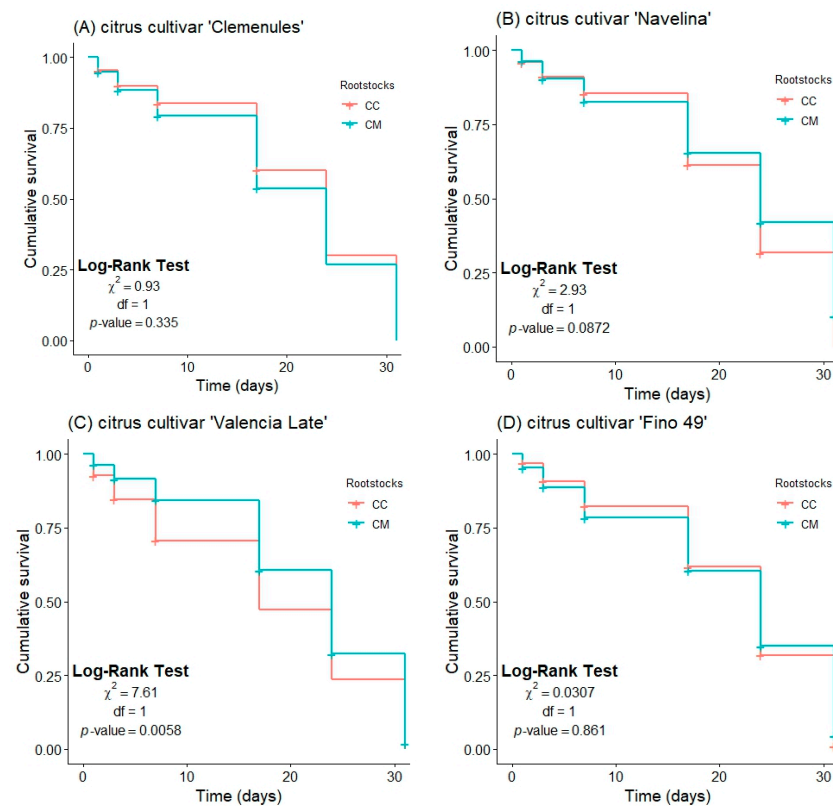 (A) citrus cultivar 'Clemenules'
Cumulative survival
1.00
0.75
0.50
0.25
0.00
Rootstocks
CC
CM
Log-Rank Test
χ² = 0.93
df = 1
p-value = 0.335
0 10 20 30
Time (days)
(B) citrus cutivar 'Navelina'
Cumulative survival
1.00
0.75
0.50
0.25
0.00
Rootstocks
CC
CM
Log-Rank Test
χ² = 2.93
df = 1
p-value = 0.0872
0 10 20 30
Time (days)
(C) citrus cultivar 'Valencia Late'
Cumulative survival
1.00
0.75
0.50
0.25
0.00
Rootstocks
CC
CM
Log-Rank Test
χ² = 7.61
df = 1
p-value = 0.0058
0 10 20 30
Time (days)
(D) citrus cultivar 'Fino 49'
Cumulative survival
1.00
0.75
0.50
0.25
0.00
Rootstocks
CC
CM
Log-Rank Test
χ² = 0.0307
df = 1
p-value = 0.861
0 10 20 30
Time (days)